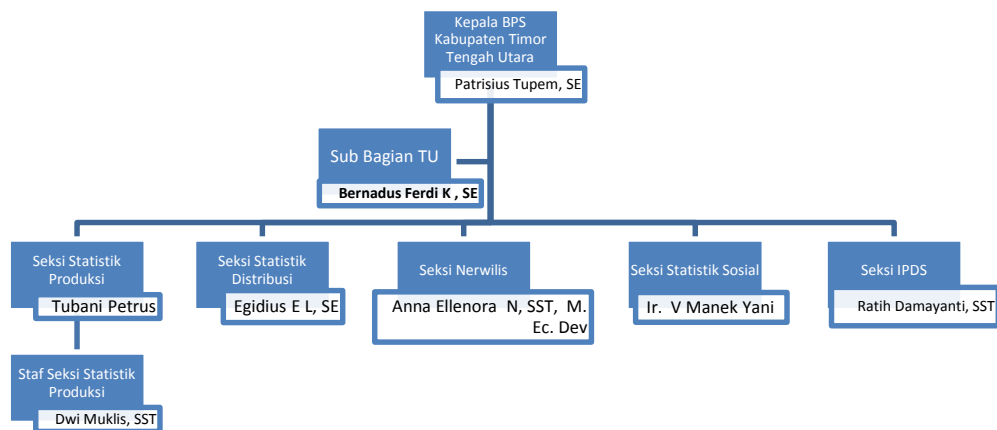 Kepala BPS
Kabupaten Timor
Tengah Utara
Patrisius Tupem, SE
Sub Bagian TU
Bernadus Ferdi K , SE
Seksi Statistik
Produksi
Tubani Petrus
Seksi Statistik
Distribusi
Egidius E L, SE
Seksi Nerwilis
Anna Ellenora N, SST, M.
Ec. Dev
Seksi Statistik Sosial
Ir. V Manek Yani
Seksi IPDS
Ratih Damayanti, SST
Staf Seksi Statistik
Produksi
Dwi Muklis, SST